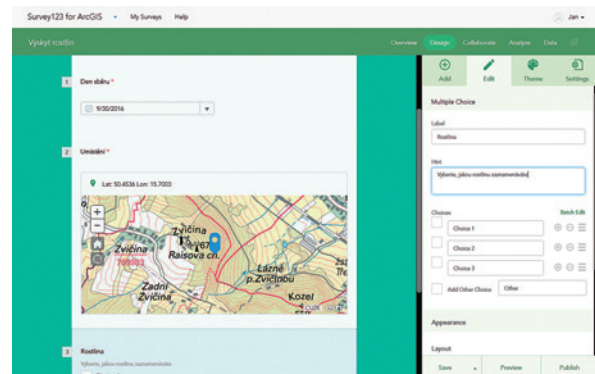 Survey123 for ArcGIS My Surveys Help Jan
Výskyt rostlin Overview Design Collaborate Analyze Data
Add Edit Theme Settings
1 Den sběru *
9/30/2016
2 Umístění *
Lat: 50.4536 Lon: 15.7003
+
−
Zvičina
Raisova ch.
Zvičina
769703
Lázně
p.Zvičinou
Zadní
Zvičina
Kozel
3 Rostlina
Vyberte, jakou rostlinu zaznamenáváte
Multiple Choice
Label
Rostlina
Hint
Vyberte, jakou rostlinu zaznamenáváte
Choices Batch Edit
Choice 1
Choice 2
Choice 3
Add Other Choice Other
Appearance
Layout
Save Preview Publish